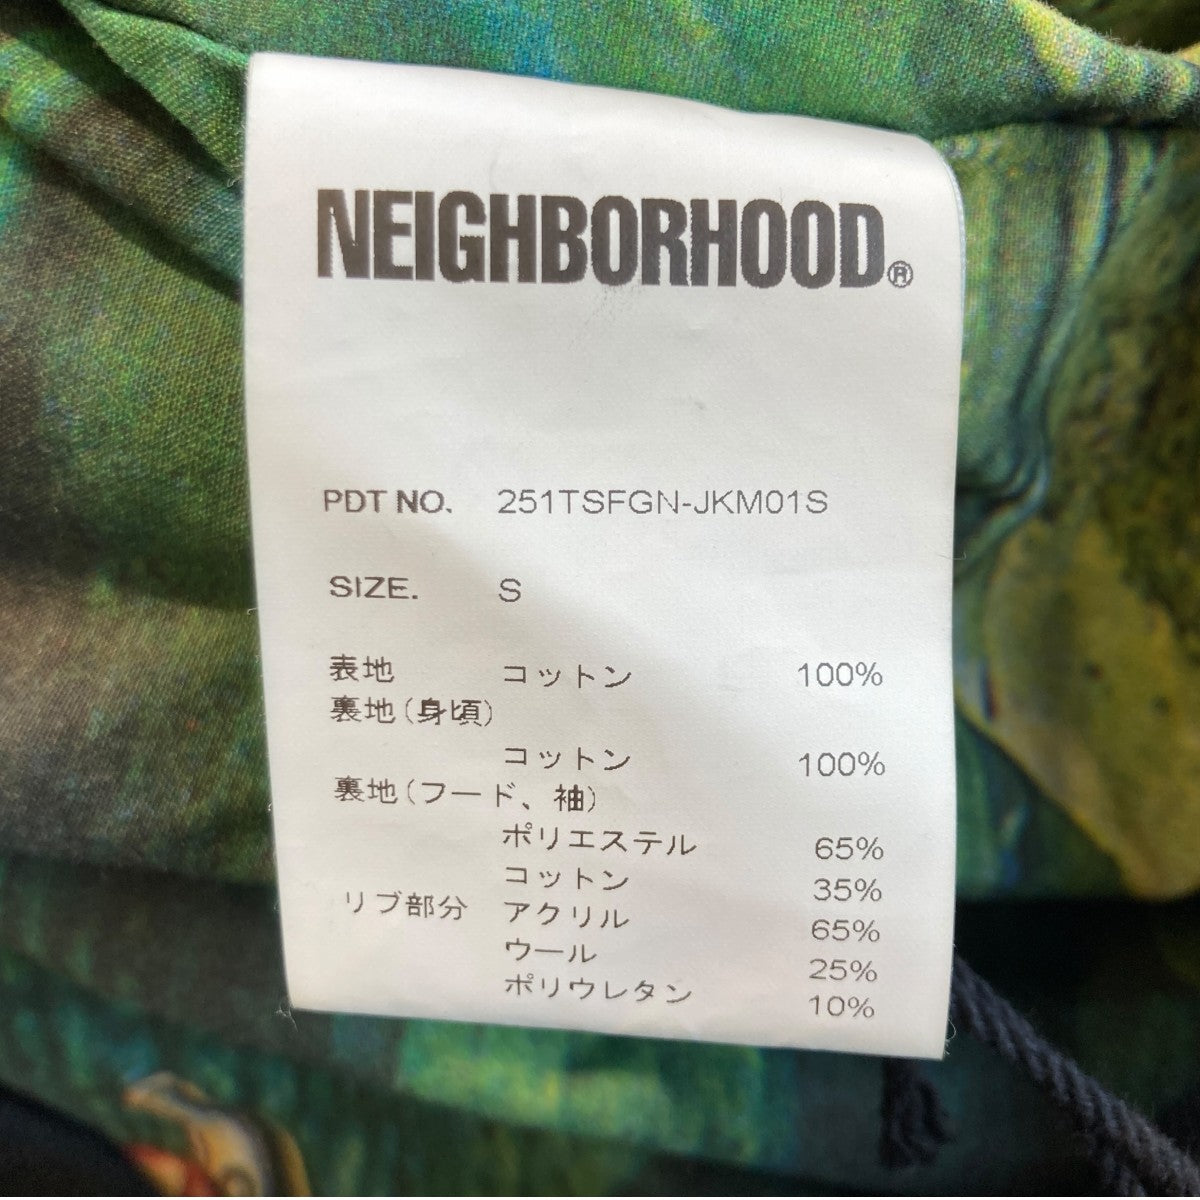 NEIGHBORHOOD®
PDT NO. 251TSFGN-JKM01S
SIZE. S
表地 コットン 100%
裏地(身頃)
コットン 100%
裏地(フード、袖)
ポリエステル 65%
コットン 35%
リブ部分 アクリル 65%
ウール 25%
ポリウレタン 10%